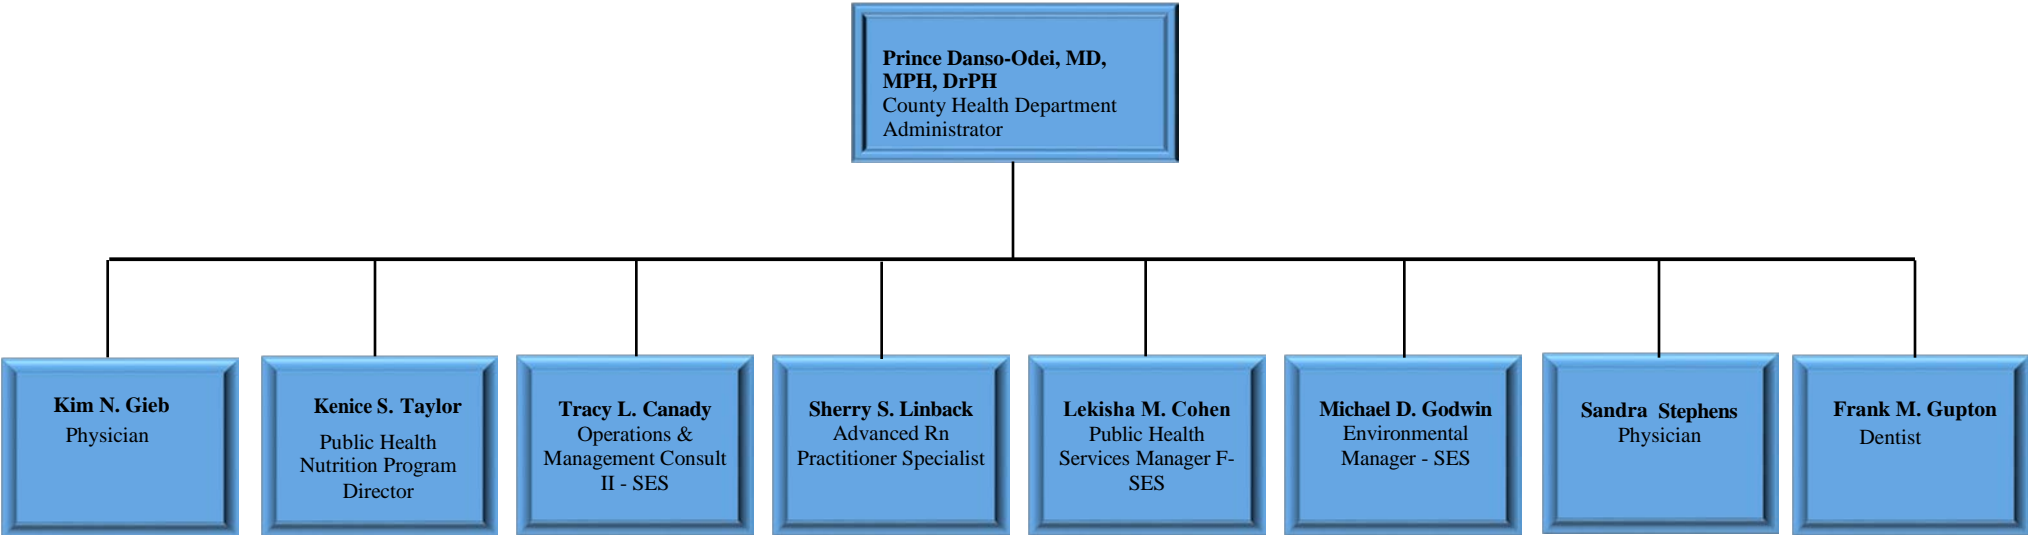 Prince Danso-Odei, MD,
MPH, DrPH
County Health Department
Administrator
Kim N. Gieb
Physician
Kenice S. Taylor
Public Health
Nutrition Program
Director
Tracy L. Canady
Operations &
Management Consult
II - SES
Sherry S. Linback
Advanced Rn
Practitioner Specialist
Lekisha M. Cohen
Public Health
Services Manager F-
SES
Michael D. Godwin
Environmental
Manager - SES
Sandra Stephens
Physician
Frank M. Gupton
Dentist